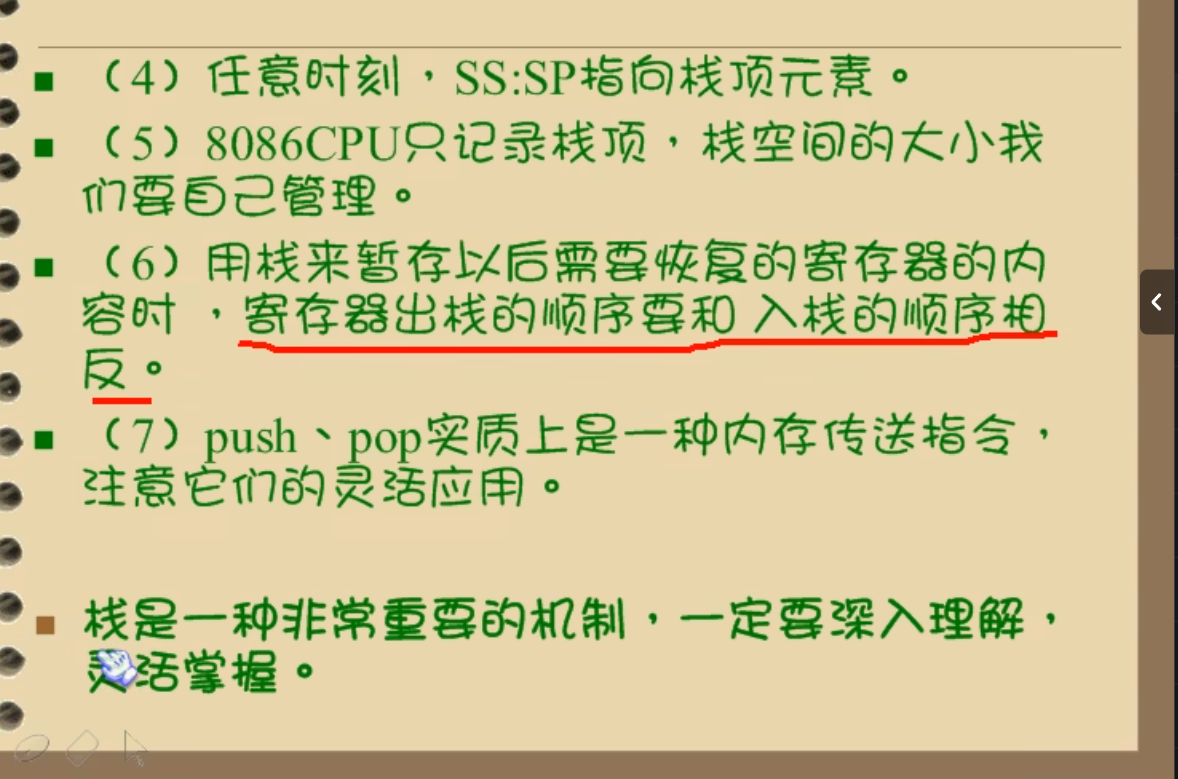 ■ （4）任意时刻，SS:SP指向栈顶元素。
■ （5）8086CPU只记录栈顶，栈空间的大小我
们要自己管理。
■ （6）用栈来暂存以后需要恢复的寄存器的内
容时 ，寄存器出栈的顺序要和 入栈的顺序相
反。
■ （7）push、pop实质上是一种内存传送指令，
注意它们的灵活应用。
■ 栈是一种非常重要的机制，一定要深入理解，
灵活掌握。